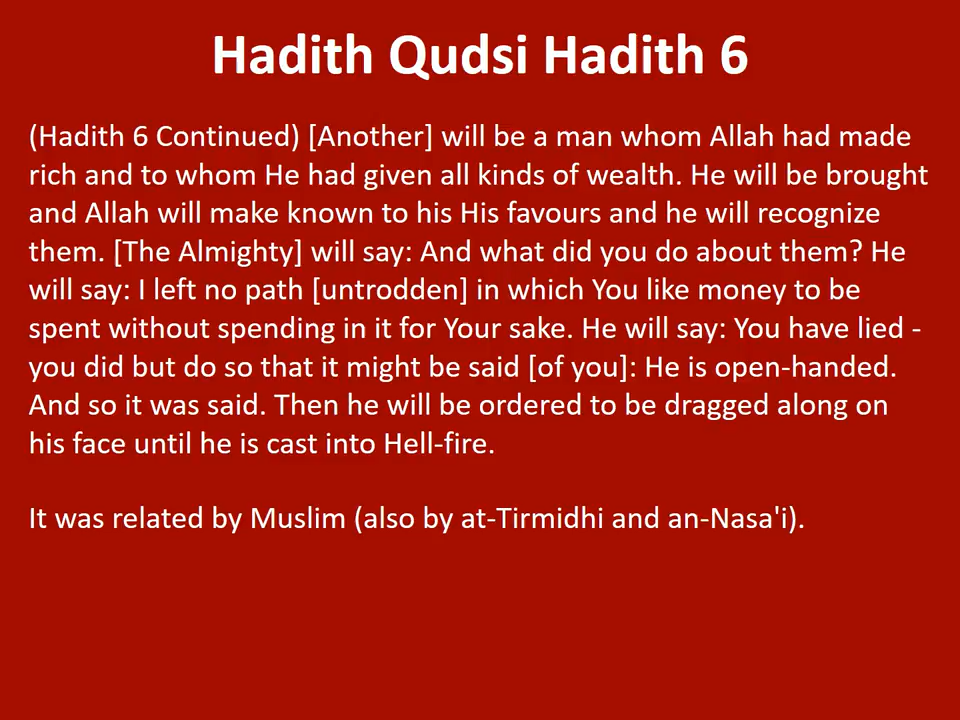 Hadith Qudsi Hadith 6
(Hadith 6 Continued) [Another] will be a man whom Allah had made
rich and to whom He had given all kinds of wealth. He will be brought
and Allah will make known to his His favours and he will recognize
them. [The Almighty] will say: And what did you do about them? He
will say: I left no path [untrodden] in which You like money to be
spent without spending in it for Your sake. He will say: You have lied -
you did but do so that it might be said [of you]: He is open-handed.
And so it was said. Then he will be ordered to be dragged along on
his face until he is cast into Hell-fire.
It was related by Muslim (also by at-Tirmidhi and an-Nasa'i).